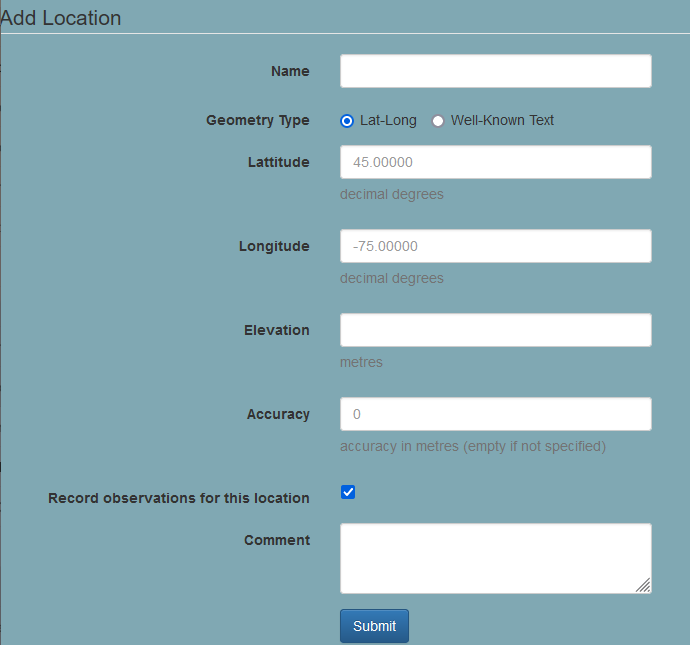 Add Location
Name
Geometry Type Lat-Long Well-Known Text
Lattitude 45.00000
decimal degrees
Longitude -75.00000
decimal degrees
Elevation
metres
Accuracy 0
accuracy in metres (empty if not specified)
Record observations for this location
Comment
Submit